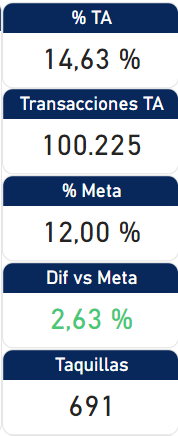 % TA
14,63 %
Transacciones TA
100.225
% Meta
12,00 %
Dif vs Meta
2,63 %
Taquillas
691